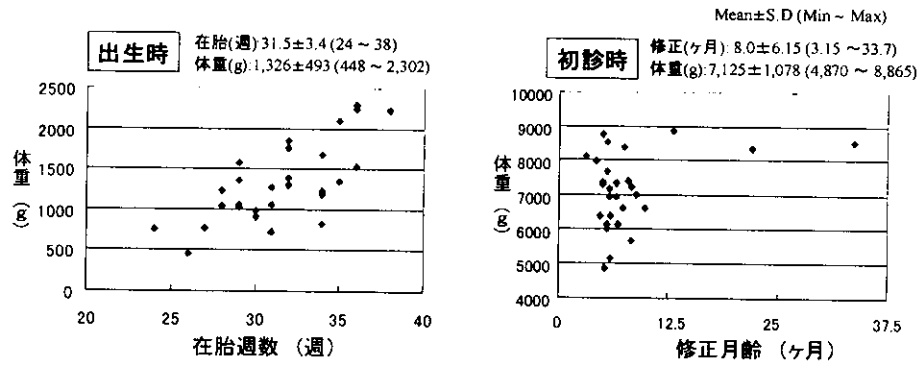 Mean±S.D (Min ~ Max)
出生時
在胎(週):31.5±3.4 (24 ~ 38)
体重(g):1,326±493 (448 ~ 2,302)
2500
2000
1500
1000
500
0
体重 (g)
20 25 30 35 40
在胎週数 (週)
初診時
修正(ヶ月):8.0±6.15 (3.15 ~33.7)
体重(g):7,125±1,078 (4,870 ~ 8,865)
10000
9000
8000
7000
6000
5000
4000
体重 (g)
0 12.5 25 37.5
修正月齢 (ヶ月)